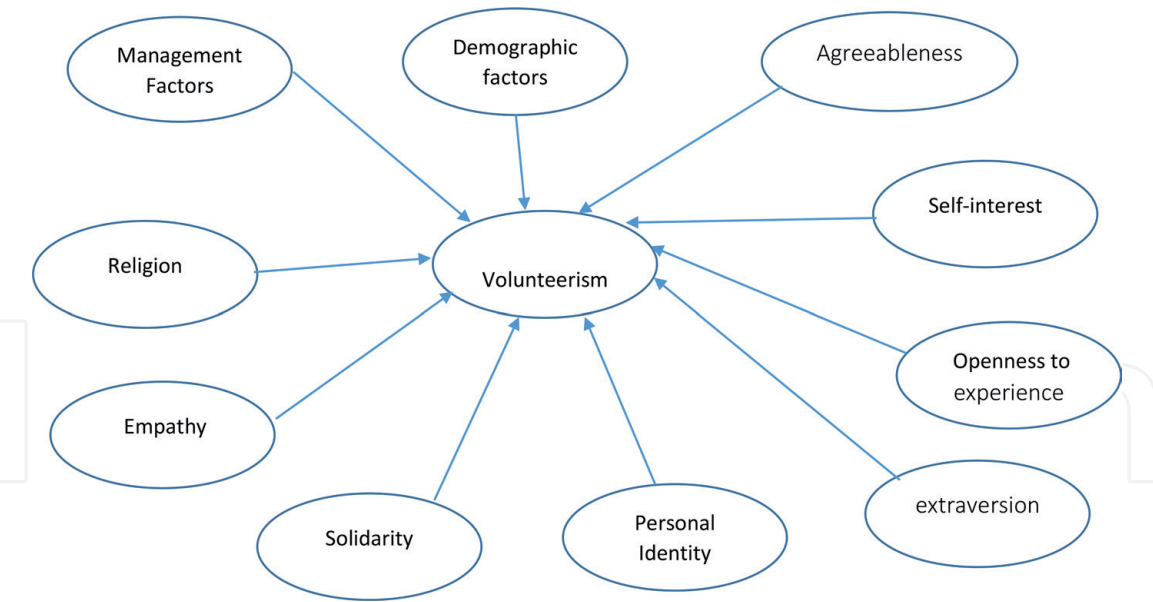 Management
Factors
Demographic
factors
Agreeableness
Self-interest
Religion
Volunteerism
Openness to
experience
Empathy
extraversion
Solidarity
Personal
Identity